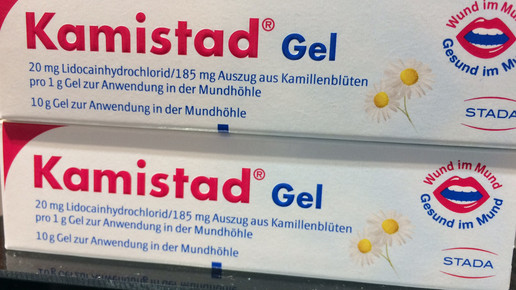 Kamistad® Gel
20 mg Lidocainhydrochlorid/185 mg Auszug aus Kamillenblüten
pro 1 g Gel zur Anwendung in der Mundhöhle
10 g Gel zur Anwendung in der Mundhöhle
Wund im Mund
Gesund im Mund
STADA
Kamistad® Gel
20 mg Lidocainhydrochlorid/185 mg Auszug aus Kamillenblüten
pro 1 g Gel zur Anwendung in der Mundhöhle
10 g Gel zur Anwendung in der Mundhöhle
Wund im Mund
Gesund im Mund
STADA